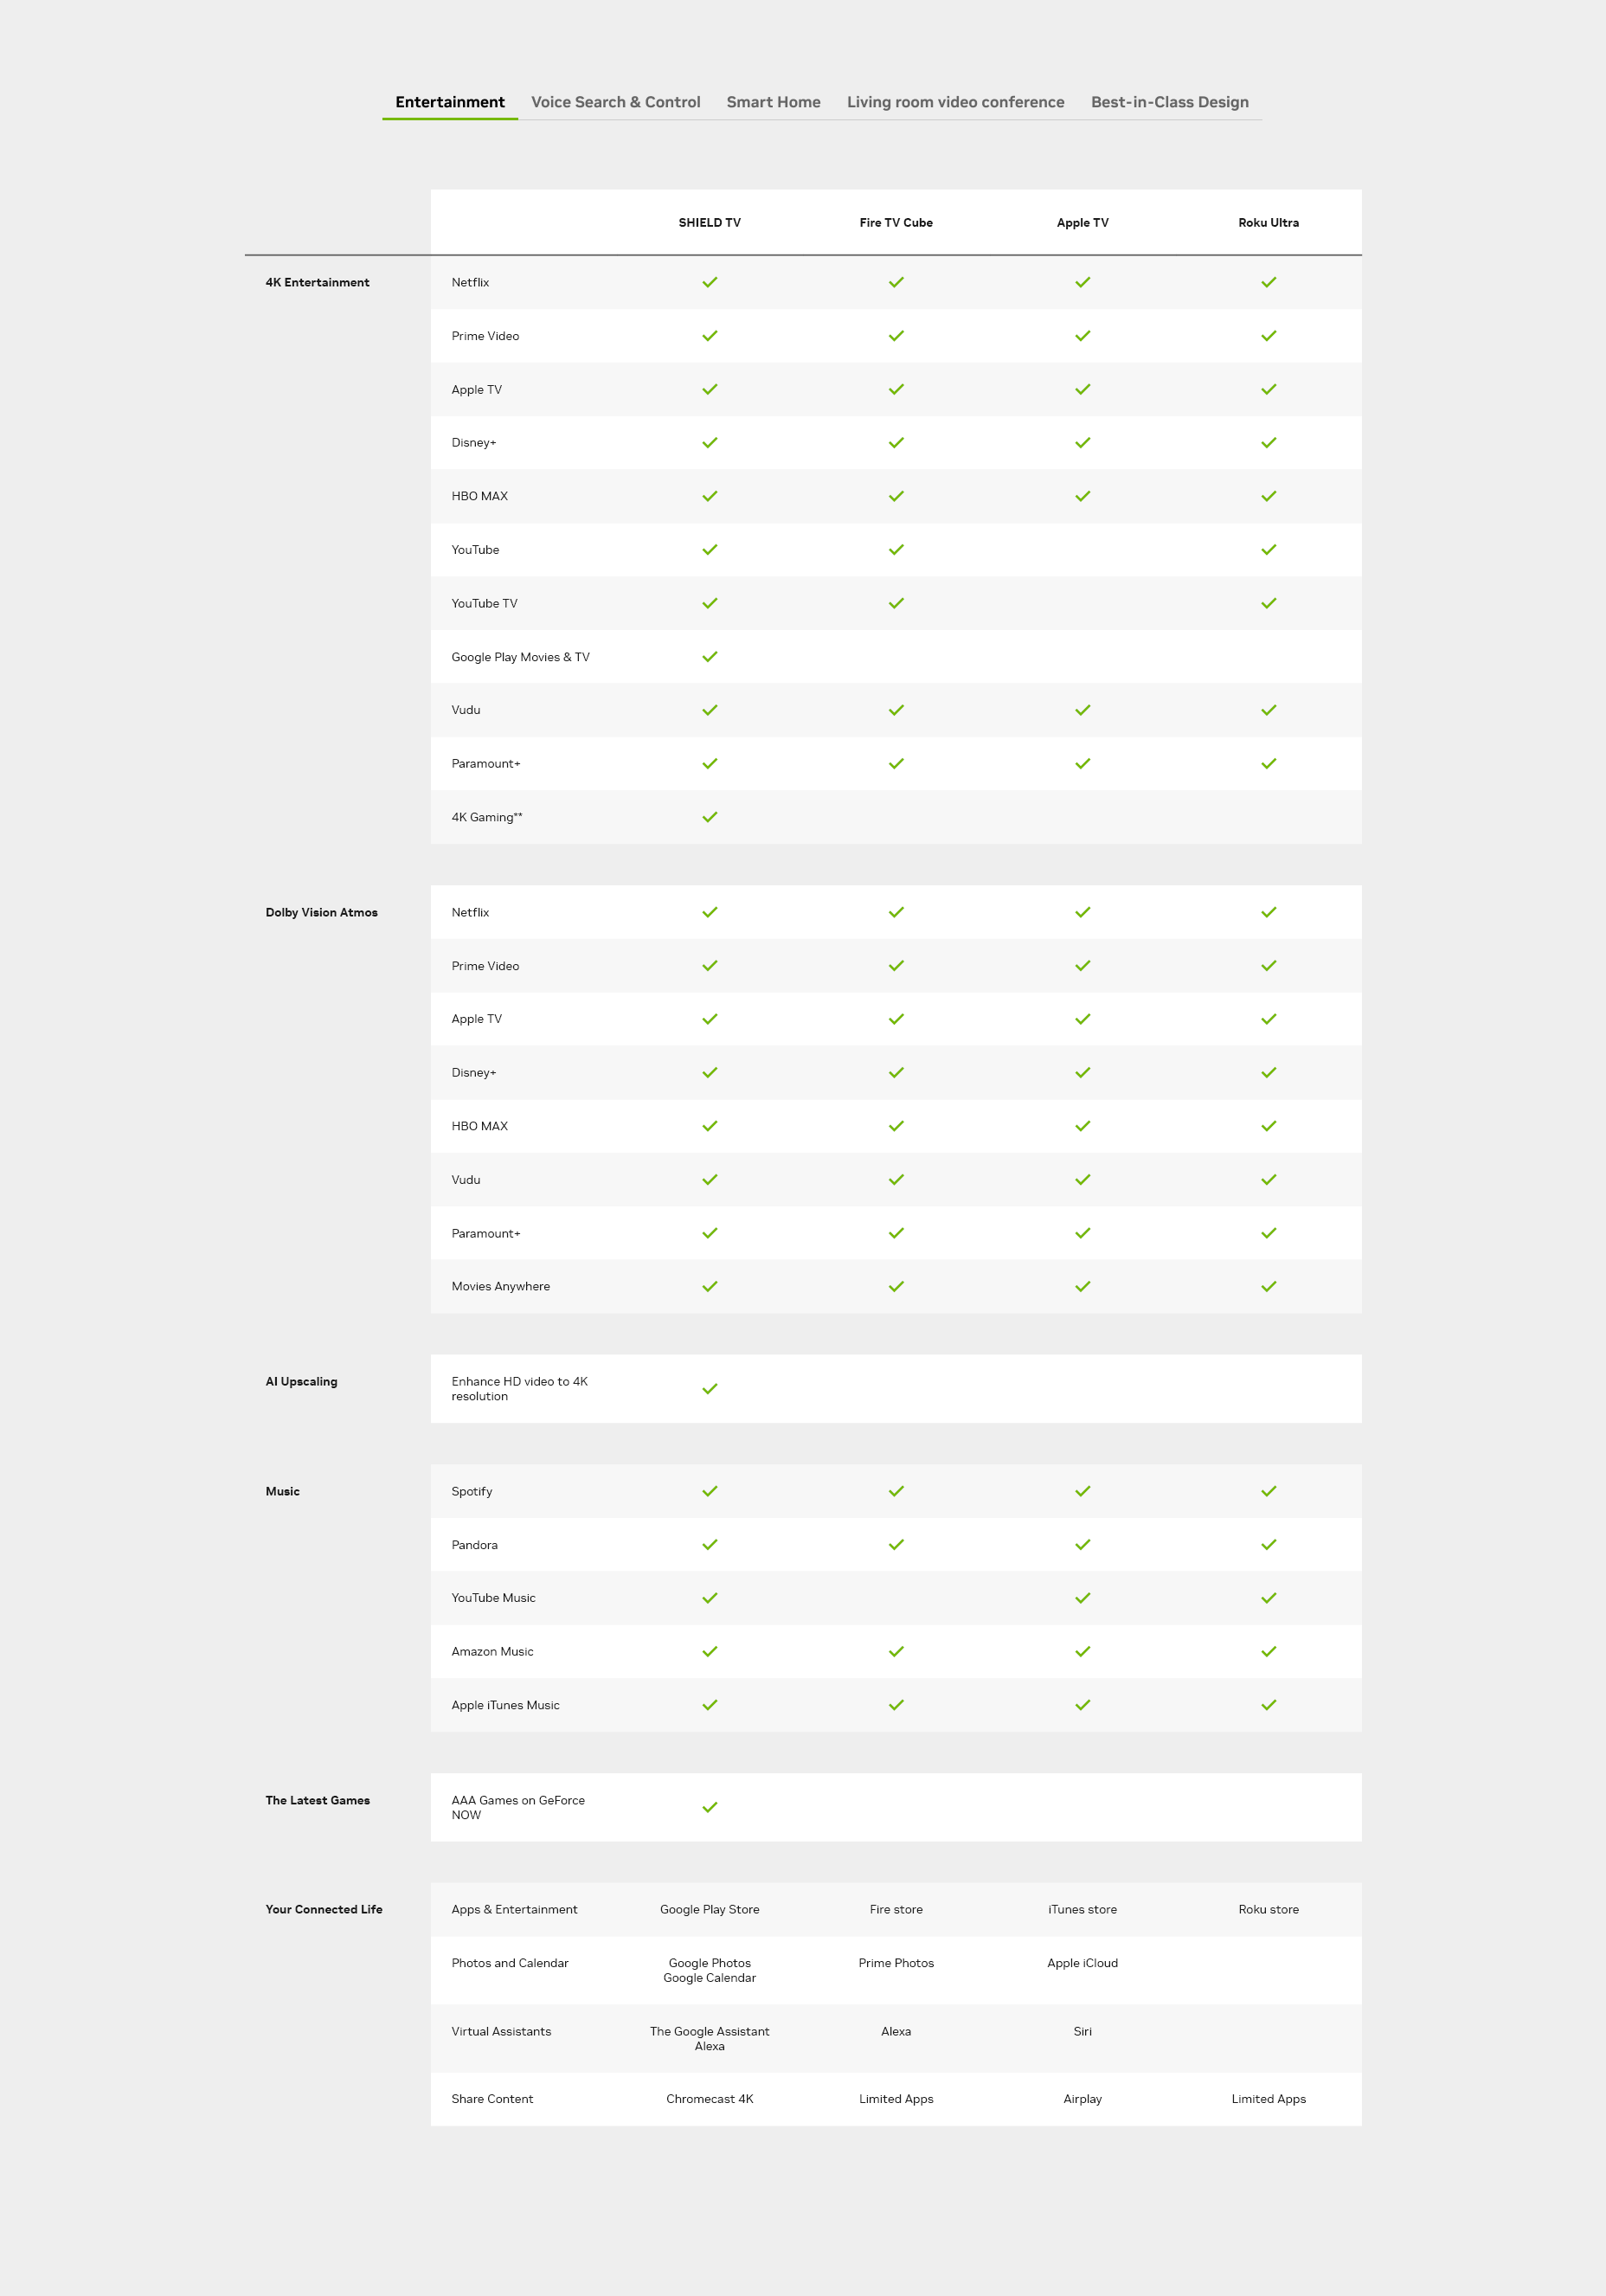 Entertainment Voice Search & Control Smart Home Living room video conference Best-in-Class Design
SHIELD TV Fire TV Cube Apple TV Roku Ultra
4K Entertainment Netflix
Prime Video
Apple TV
Disney+
HBO MAX
YouTube
YouTube TV
Google Play Movies & TV
Vudu
Paramount+
4K Gaming**
Dolby Vision Atmos Netflix
Prime Video
Apple TV
Disney+
HBO MAX
Vudu
Paramount+
Movies Anywhere
AI Upscaling Enhance HD video to 4K
resolution
Music Spotify
Pandora
YouTube Music
Amazon Music
Apple iTunes Music
The Latest Games AAA Games on GeForce
NOW
Your Connected Life Apps & Entertainment Google Play Store Fire store iTunes store Roku store
Photos and Calendar Google Photos Prime Photos Apple iCloud
Google Calendar
Virtual Assistants The Google Assistant Alexa Siri
Alexa
Share Content Chromecast 4K Limited Apps Airplay Limited Apps